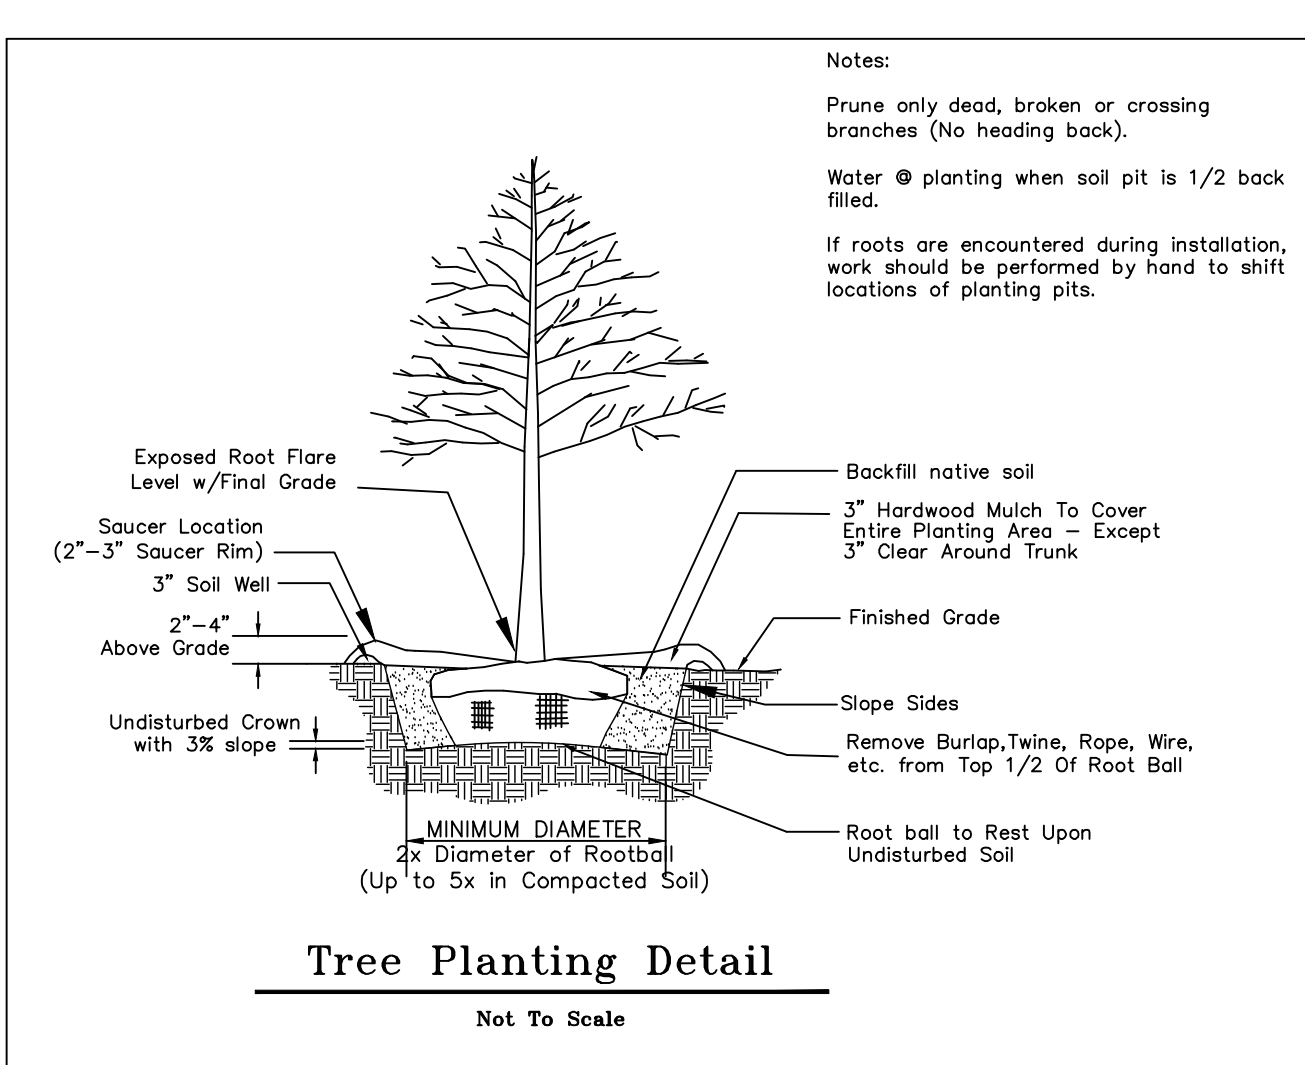 Notes:
Prune only dead, broken or crossing
branches (No heading back).
Water @ planting when soil pit is 1/2 back
filled.
If roots are encountered during installation,
work should be performed by hand to shift
locations of planting pits.
Exposed Root Flare
Level w/Final Grade
Saucer Location
(2"-3" Saucer Rim)
3" Soil Well
2"-4"
Above Grade
Undisturbed Crown
with 3% slope
Backfill native soil
3" Hardwood Mulch To Cover
Entire Planting Area – Except
3" Clear Around Trunk
Finished Grade
Slope Sides
Remove Burlap,Twine, Rope, Wire,
etc. from Top 1/2 Of Root Ball
Root ball to Rest Upon
Undisturbed Soil
MINIMUM DIAMETER
2x Diameter of Rootball
(Up to 5x in Compacted Soil)
Tree Planting Detail
Not To Scale